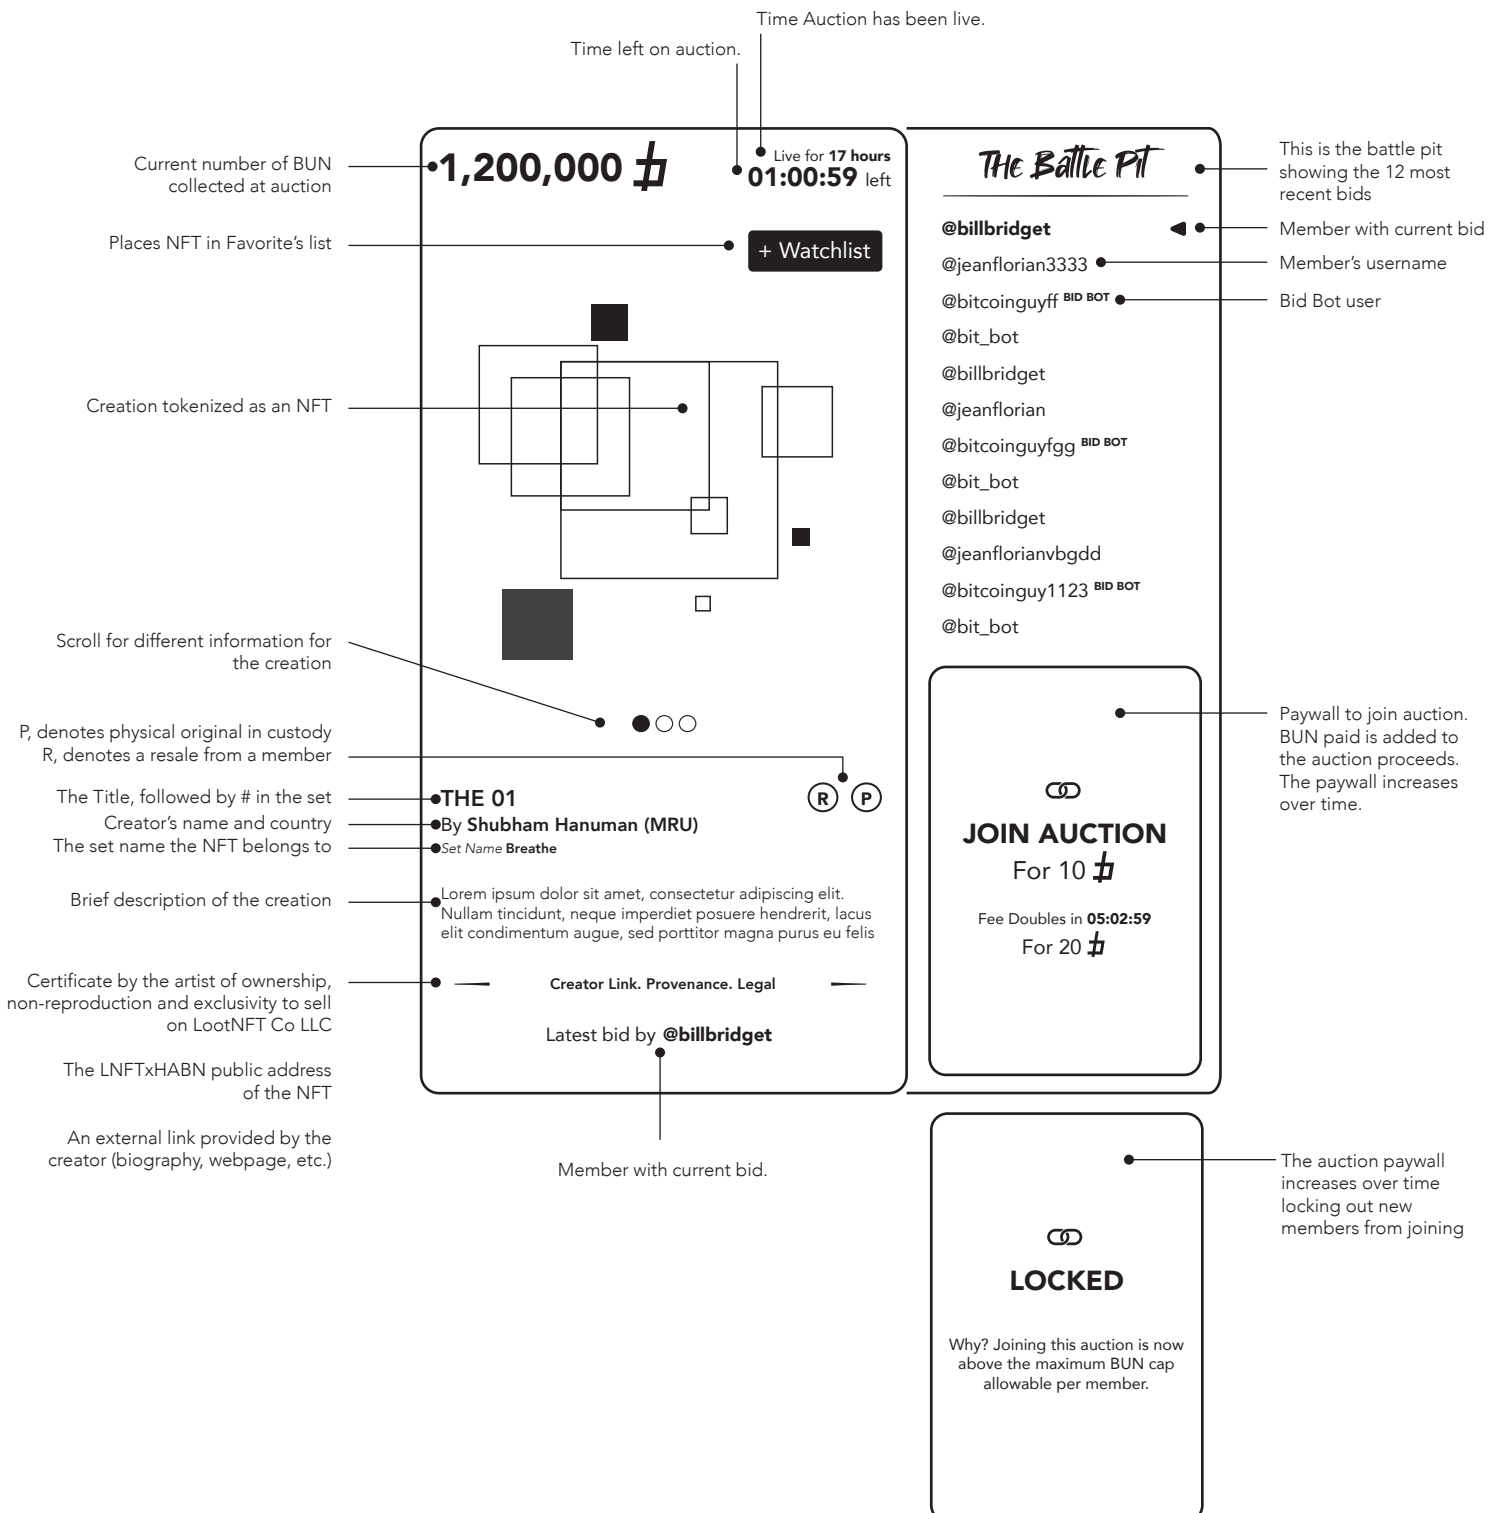 Time Auction has been live.
Time left on auction.
Current number of BUN
collected at auction
Places NFT in Favorite's list
Creation tokenized as an NFT
Scroll for different information for
the creation
P, denotes physical original in custody
R, denotes a resale from a member
The Title, followed by # in the set
Creator's name and country
The set name the NFT belongs to
Brief description of the creation
Certificate by the artist of ownership,
non-reproduction and exclusivity to sell
on LootNFT Co LLC
The LNFTxHABN public address
of the NFT
An external link provided by the
creator (biography, webpage, etc.)
1,200,000
Live for 17 hours
01:00:59 left
+ Watchlist
R P
THE 01
By Shubham Hanuman (MRU)
Set Name Breathe
Lorem ipsum dolor sit amet, consectetur adipiscing elit.
Nullam tincidunt, neque imperdiet posuere hendrerit, lacus
elit condimentum augue, sed porttitor magna purus eu felis
Creator Link. Provenance. Legal
Latest bid by @billbridget
Member with current bid.
THE BATTLE PIT
@billbridget
@jeanflorian3333
@bitcoinguyff BID BOT
@bit_bot
@billbridget
@jeanflorian
@bitcoinguyfgg BID BOT
@bit_bot
@billbridget
@jeanflorianvbgdd
@bitcoinguy1123 BID BOT
@bit_bot
JOIN AUCTION
For 10
Fee Doubles in 05:02:59
For 20
LOCKED
Why? Joining this auction is now
above the maximum BUN cap
allowable per member.
This is the battle pit
showing the 12 most
recent bids
Member with current bid
Member's username
Bid Bot user
Paywall to join auction.
BUN paid is added to
the auction proceeds.
The paywall increases
over time.
The auction paywall
increases over time
locking out new
members from joining